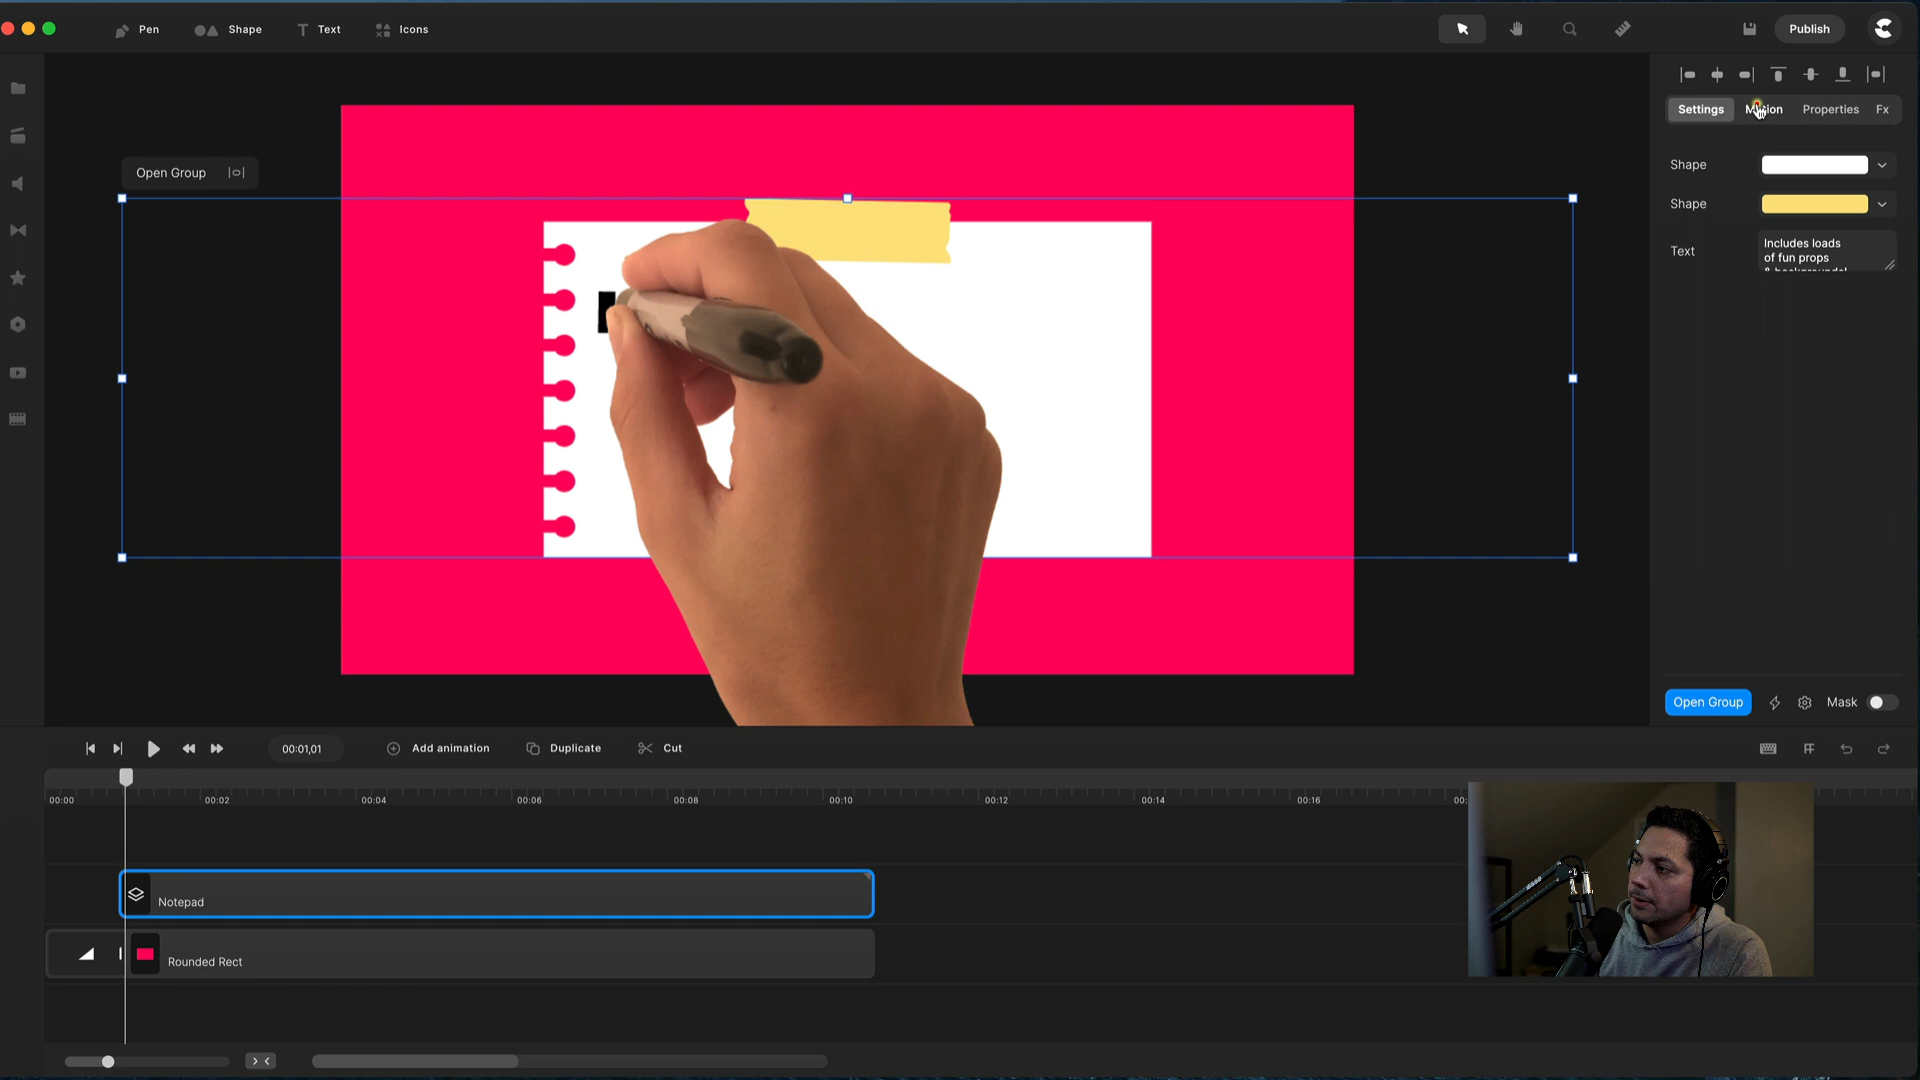 Pen
Shape
Text
Icons
Publish
Settings
Motion
Properties
Fx
Open Group
Shape
Shape
Text
Includes loads
of fun props
& backgrounds!
Open Group
Mask
00:01,01
Add animation
Duplicate
Cut
00:00
00:02
00:04
00:06
00:08
00:10
00:12
00:14
00:16
00:
Notepad
Rounded Rect